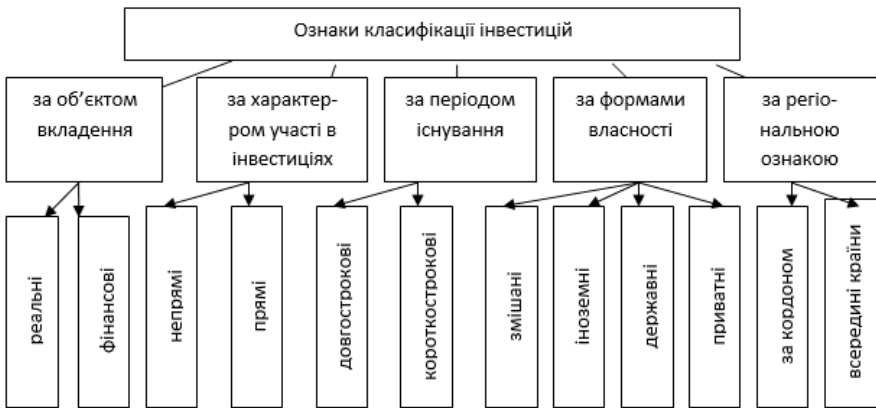 Ознаки класифікації інвестицій
за об’єктом
вкладення
за характер-
ром участі в
інвестиціях
за періодом
існування
за формами
власності
за регіо-
нальною
ознакою
реальні
фінансові
непрямі
прямі
довгострокові
короткострокові
змішані
іноземні
державні
приватні
за кордоном
всередині країни